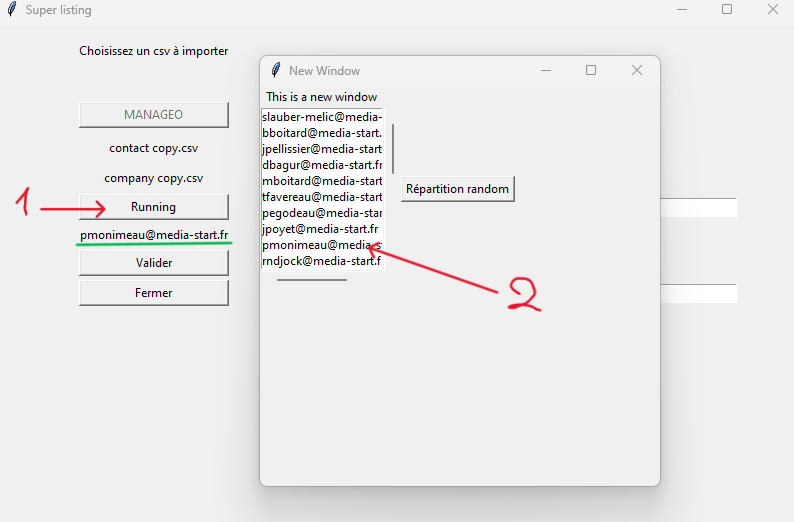 Super listing
Choisissez un csv à importer
MANAGEO
contact copy.csv
company copy.csv
1
Running
pmonimeau@media-start.fr
Valider
Fermer
New Window
This is a new window
slauber-melic@media-
bboitard@media-start.
jpellissier@media-start
dbagur@media-start.fr
mboitard@media-start
tfavereau@media-start
pegodeau@media-star
jpoyet@media-start.fr
pmonimeau@media-st
rndjock@media-start.f
Répartition random
2